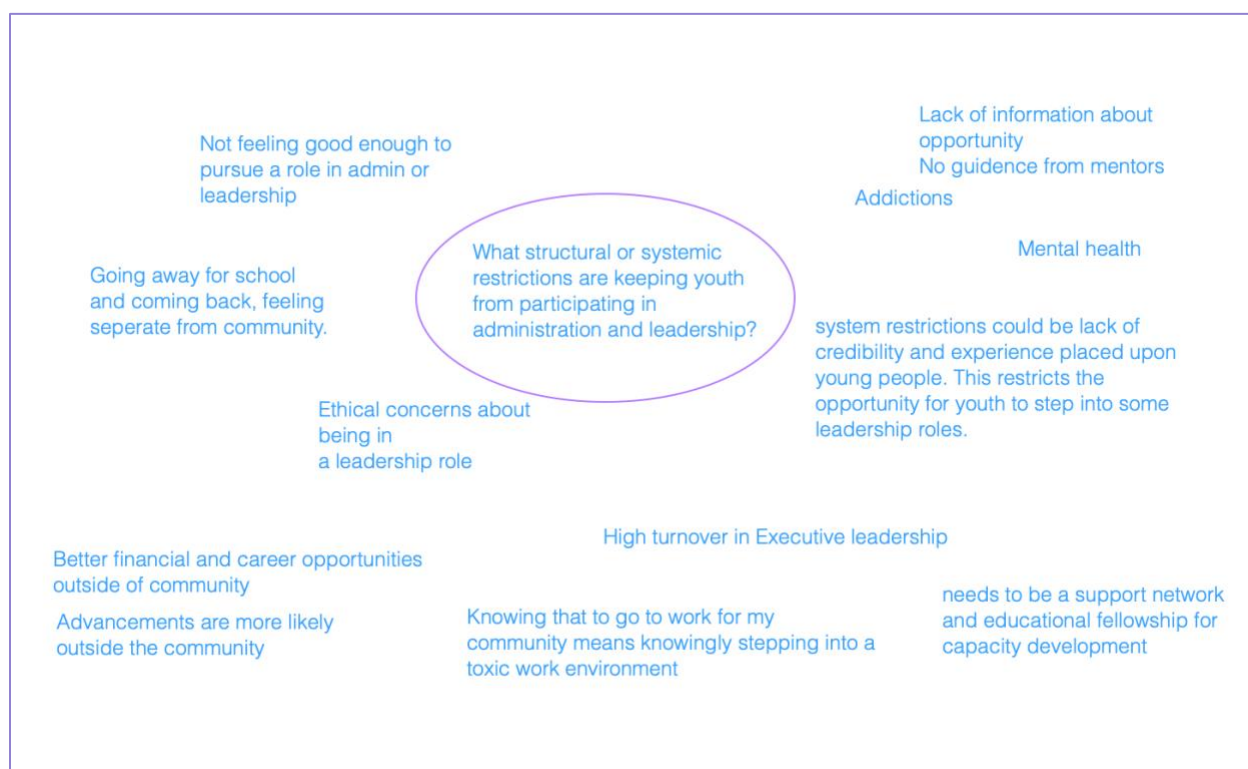 Not feeling good enough to
pursue a role in admin or
leadership
Lack of information about
opportunity
No guidance from mentors
Addictions
Mental health
What structural or systemic
restrictions are keeping youth
from participating in
administration and leadership?
Going away for school
and coming back, feeling
seperate from community.
system restrictions could be lack of
credibility and experience placed upon
young people. This restricts the
opportunity for youth to step into some
leadership roles.
Ethical concerns about
being in
a leadership role
High turnover in Executive leadership
Better financial and career opportunities
outside of community
Advancements are more likely
outside the community
Knowing that to go to work for my
community means knowingly stepping into a
toxic work environment
needs to be a support network
and educational fellowship for
capacity development